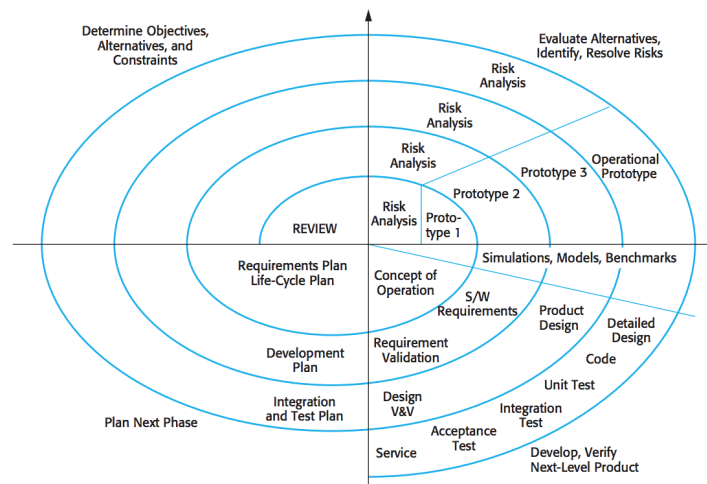 Determine Objectives,
Alternatives, and
Constraints
Evaluate Alternatives,
Identify, Resolve Risks
Risk
Analysis
Risk
Analysis
Risk
Analysis
Risk
Analysis
Proto-
type 1
Prototype 2
Prototype 3
Operational
Prototype
REVIEW
Requirements Plan
Life-Cycle Plan
Concept of
Operation
Simulations, Models, Benchmarks
S/W
Requirements
Product
Design
Detailed
Design
Development
Plan
Requirement
Validation
Code
Unit Test
Integration
and Test Plan
Design
V&V
Integration
Test
Acceptance
Test
Service
Plan Next Phase
Develop, Verify
Next-Level Product